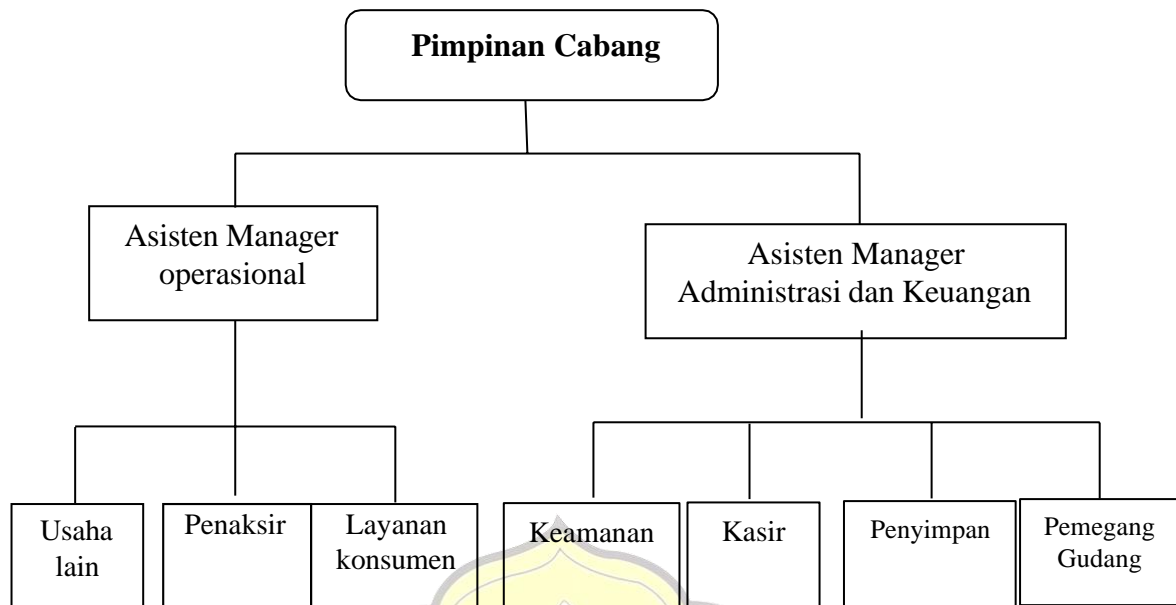 Pimpinan Cabang
Asisten Manager
operasional
Asisten Manager
Administrasi dan Keuangan
Usaha
lain
Penaksir
Layanan
konsumen
Keamanan
Kasir
Penyimpan
Pemegang
Gudang